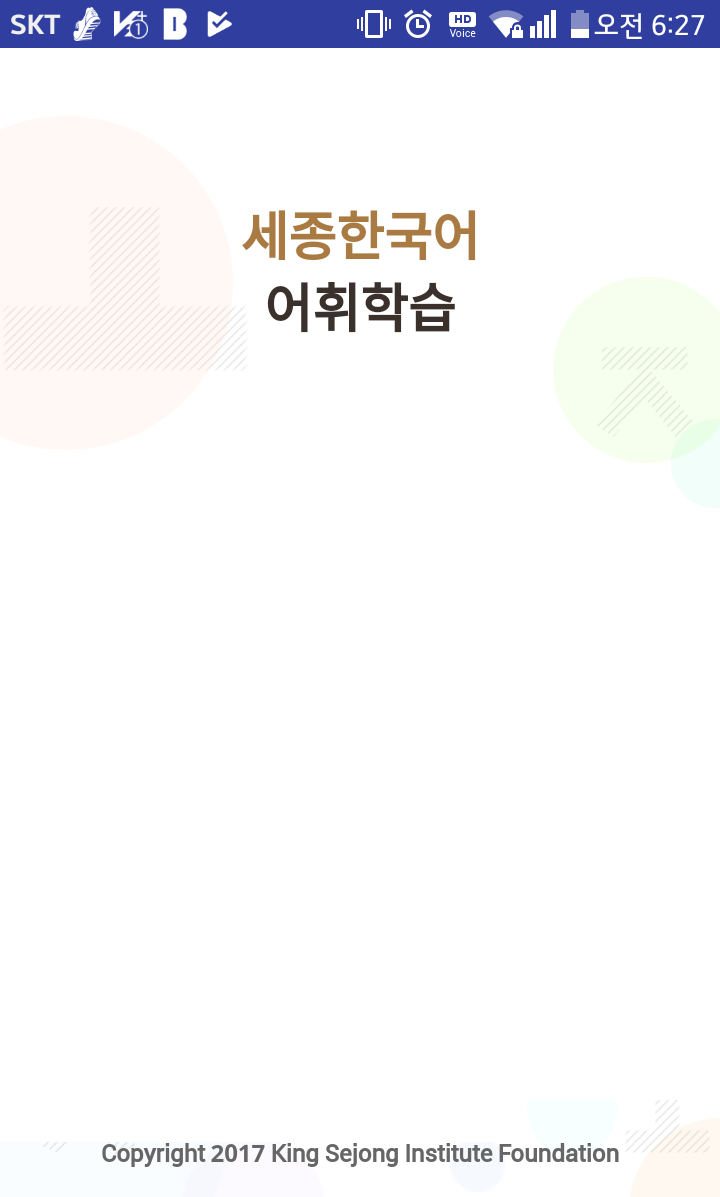 SKT HD Voice 오전 6:27
세종한국어
어휘학습
Copyright 2017 King Sejong Institute Foundation